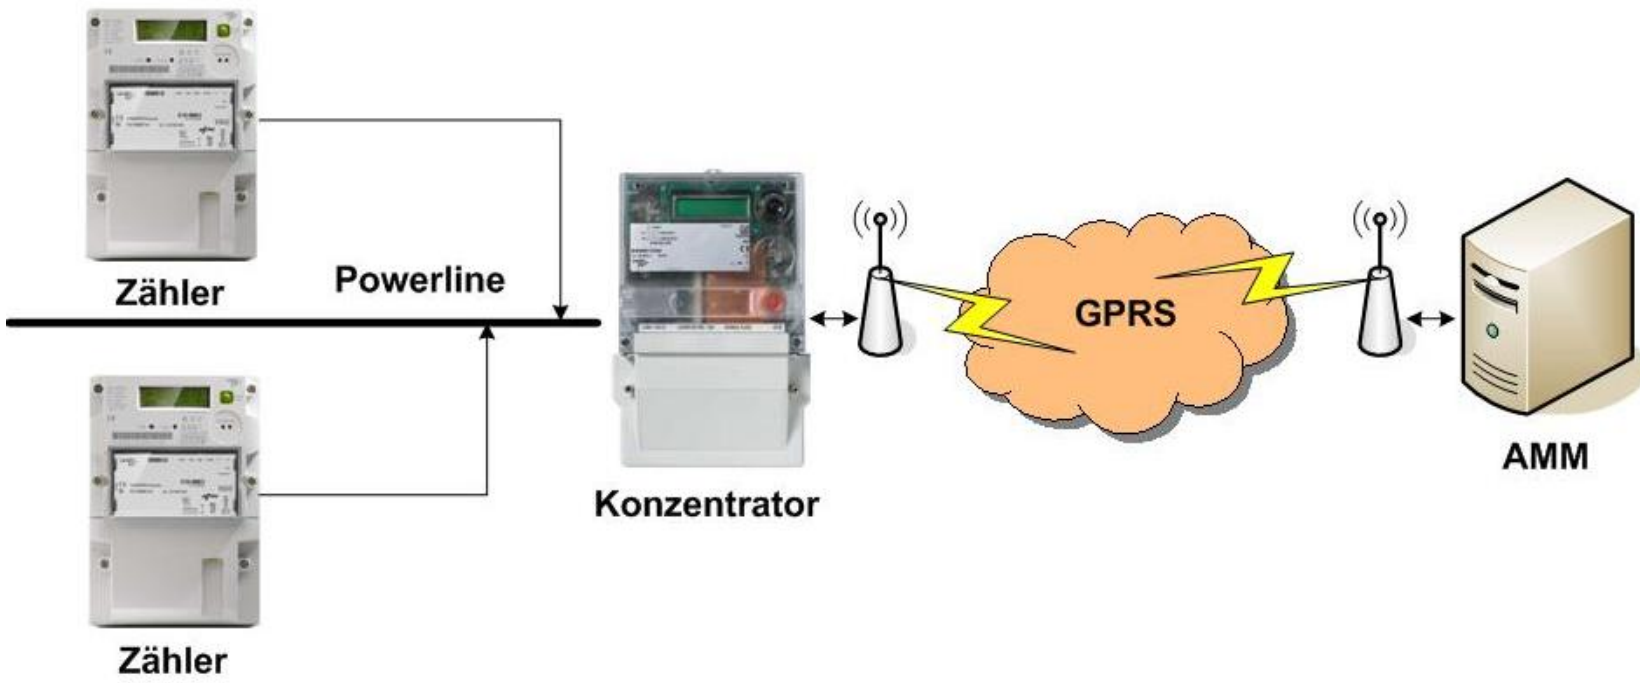 Zähler
Powerline
Zähler
Konzentrator
GPRS
AMM